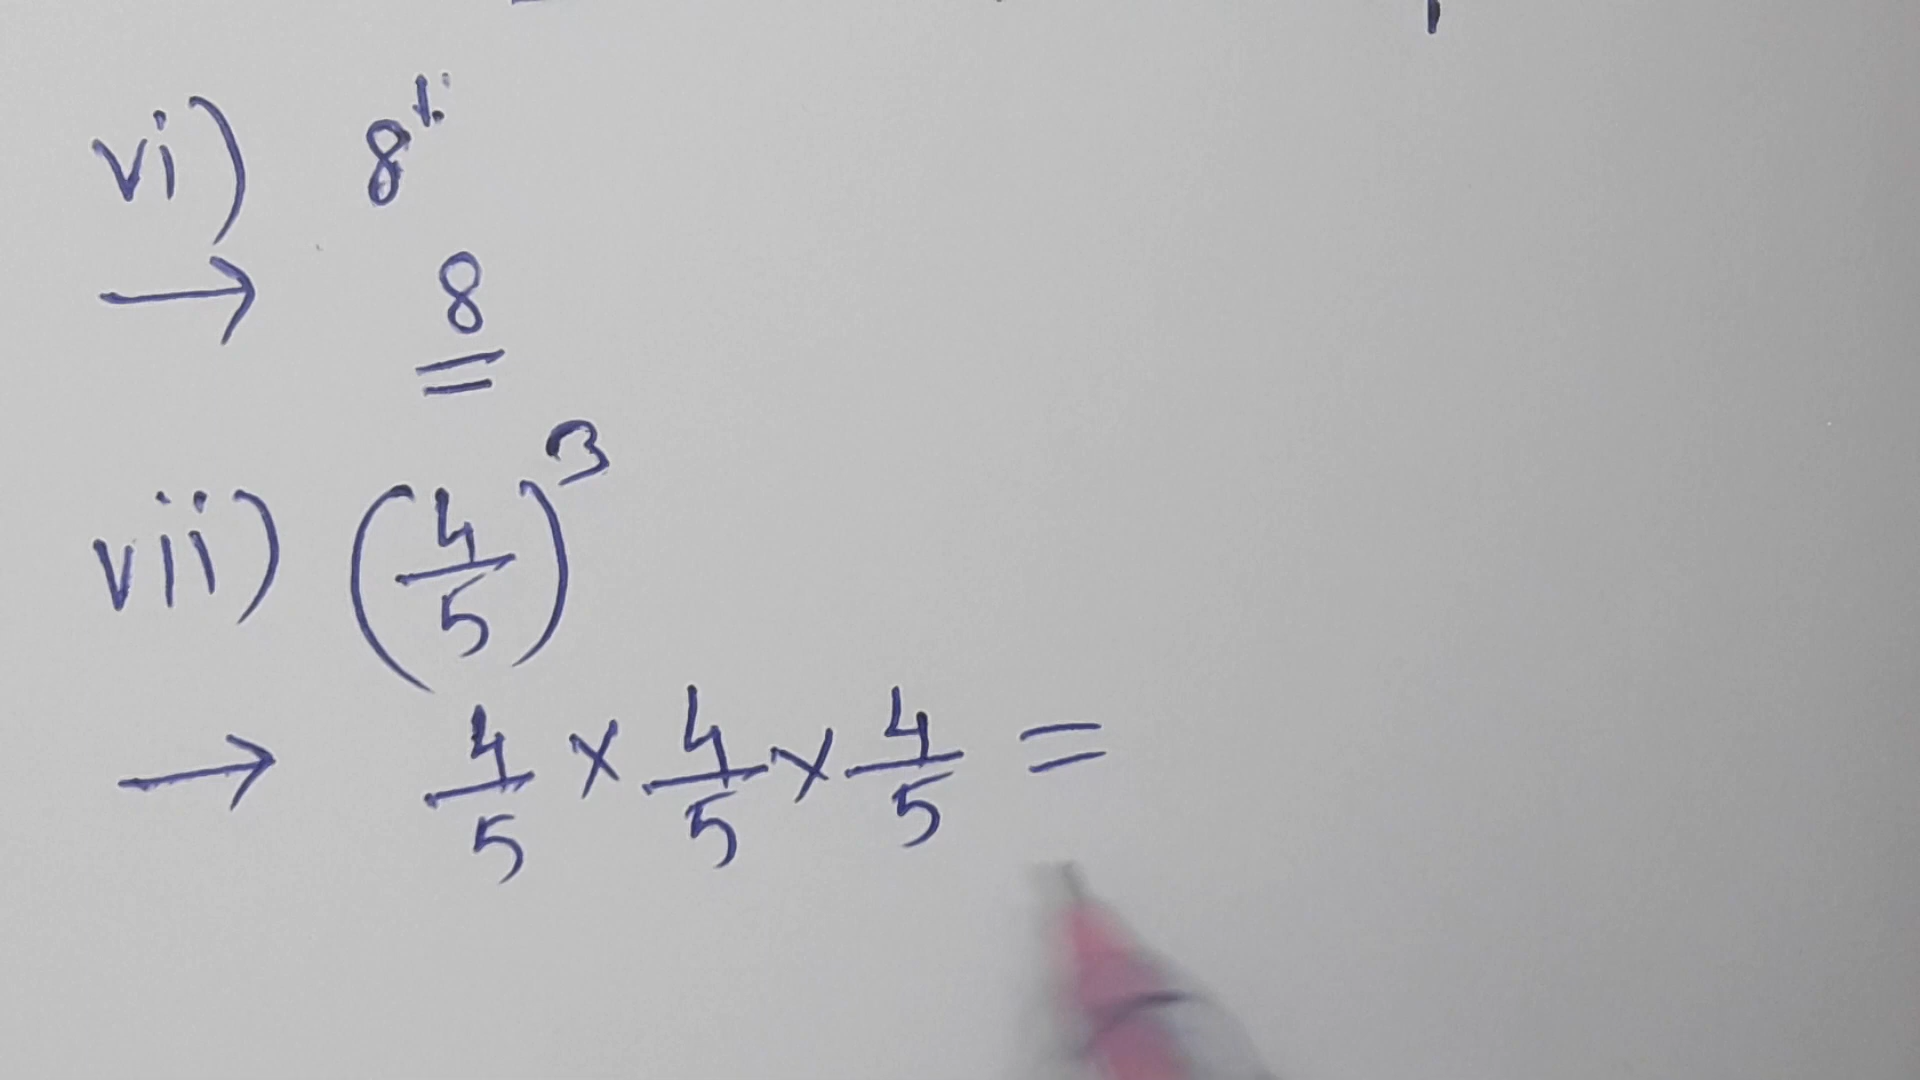 vi) 8¹
→ 8
vii) (4/5)³
→ 4/5 × 4/5 × 4/5 =